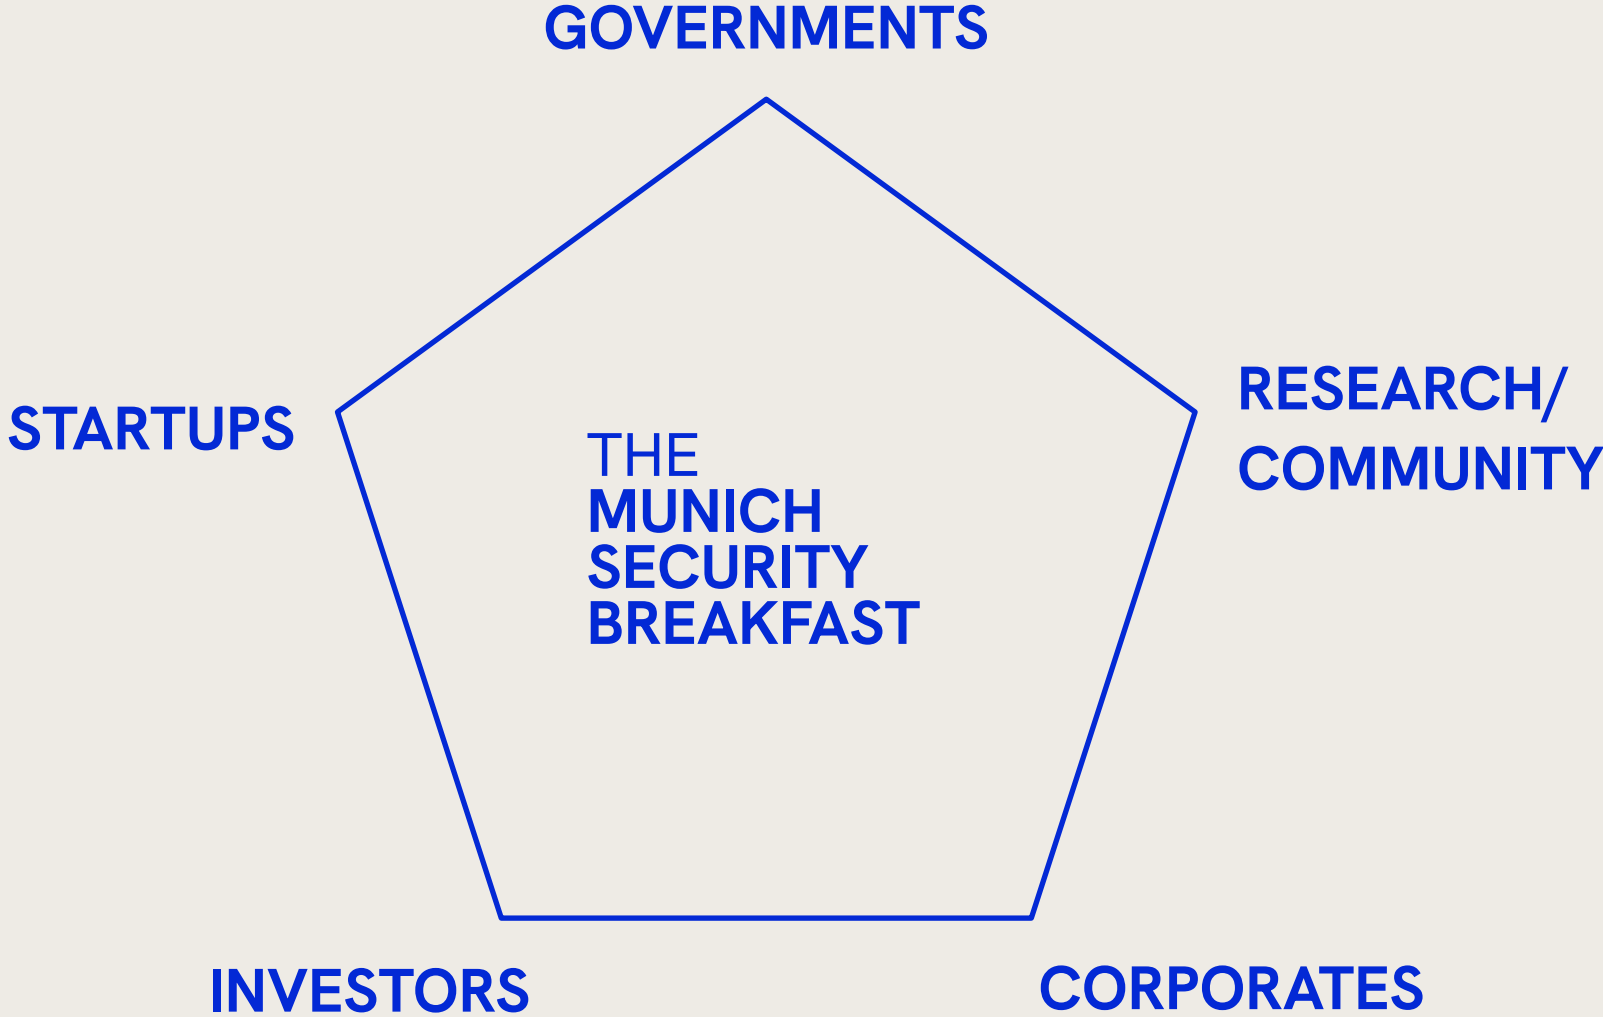 GOVERNMENTS
STARTUPS
RESEARCH/
COMMUNITY
THE
MUNICH
SECURITY
BREAKFAST
INVESTORS
CORPORATES